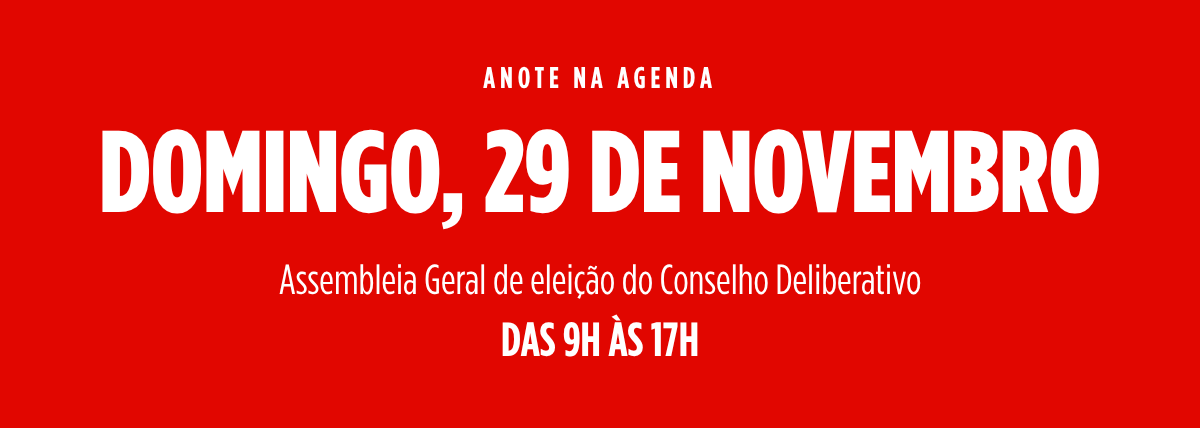 ANOTE NA AGENDA
DOMINGO, 29 DE NOVEMBRO
Assembleia Geral de eleição do Conselho Deliberativo
DAS 9H ÀS 17H